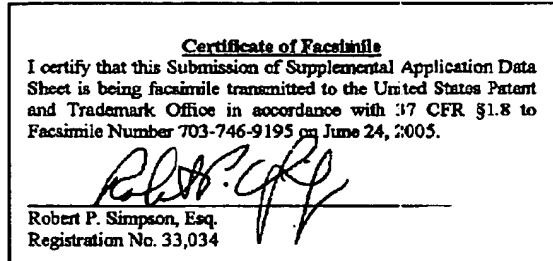 Certificate of Facsimile
I certify that this Submission of Supplemental Application Data
Sheet is being facsimile transmitted to the United States Patent
and Trademark Office in accordance with 37 CFR §1.8 to
Facsimile Number 703-746-9195 on June 24, 2005.
Robert P. Simpson, Esq.
Registration No. 33,034